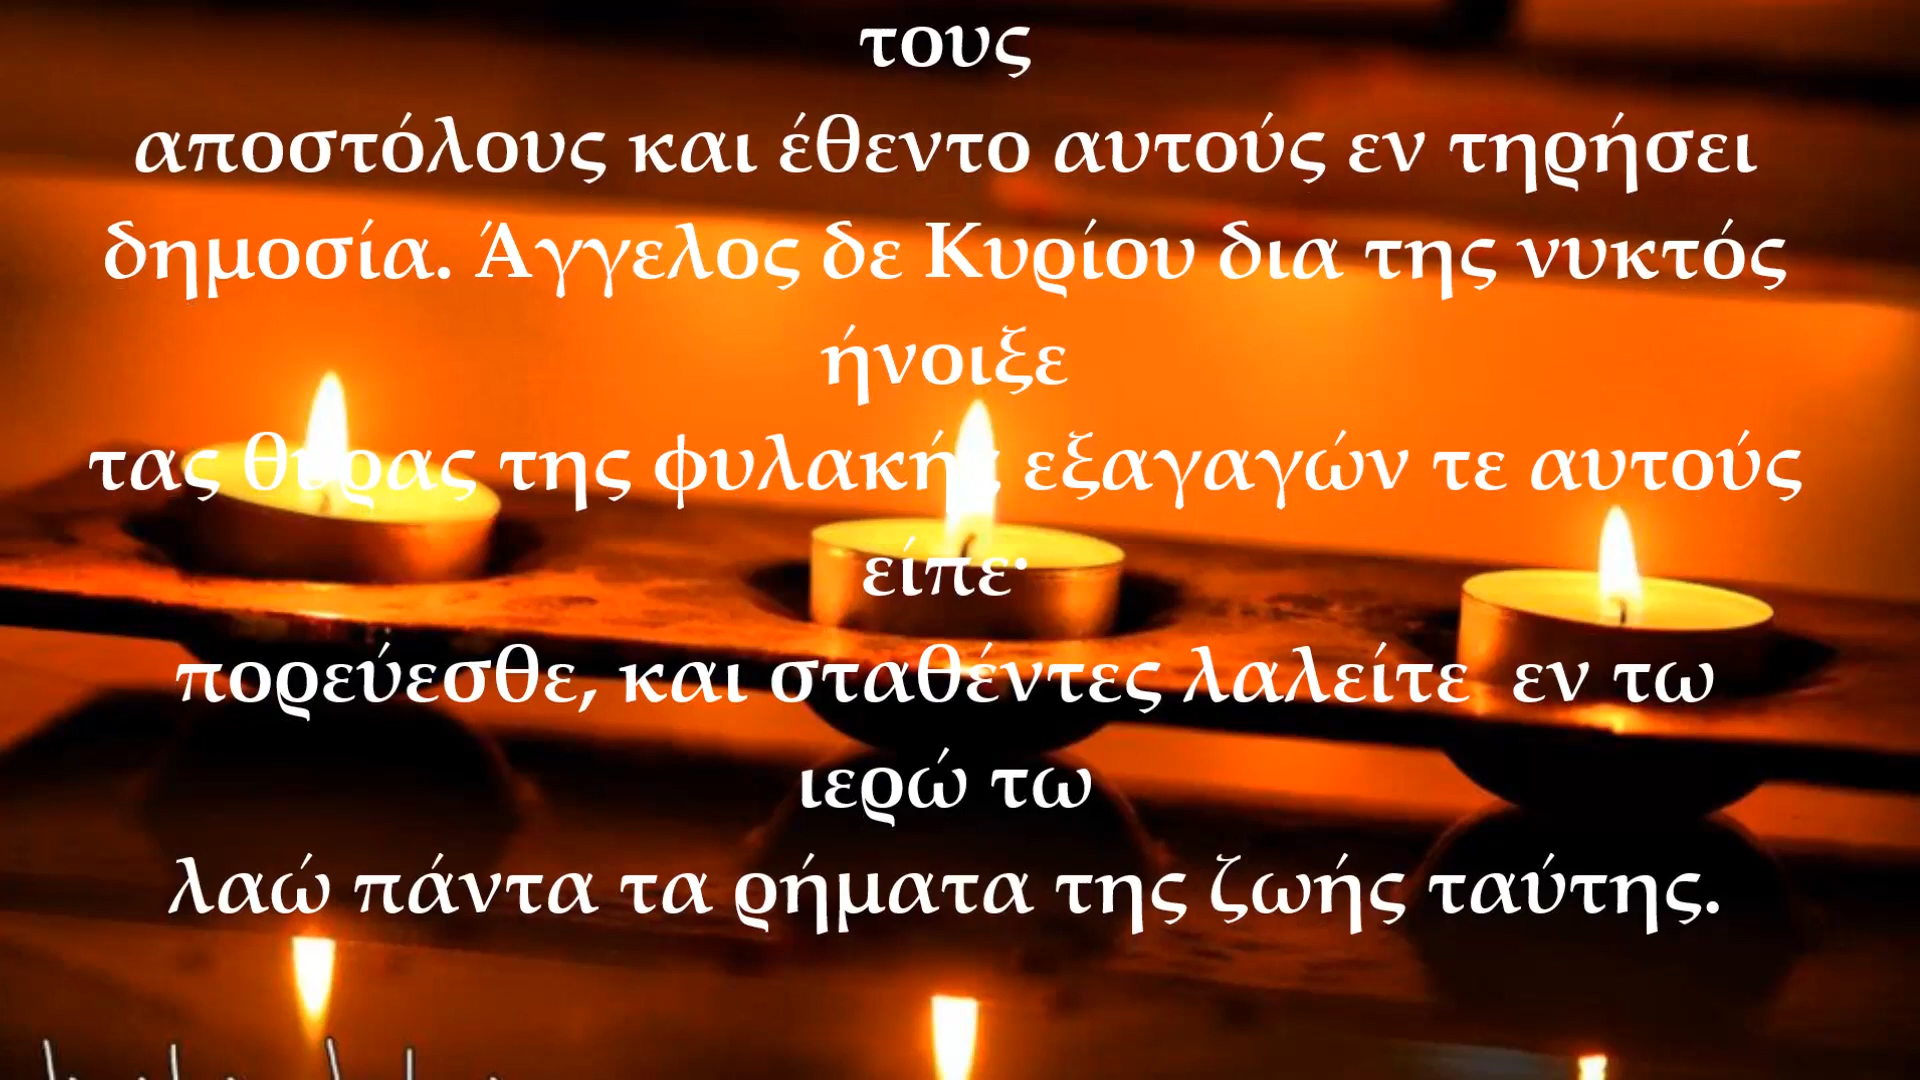 τους
αποστόλους και έθεντο αυτούς εν τηρήσει
δημοσία. Άγγελος δε Κυρίου δια της νυκτός
ήνοιξε
τας θύρας της φυλακής, εξαγαγών τε αυτούς
είπε·
πορεύεσθε, και σταθέντες λαλείτε εν τω
ιερώ τω
λαώ πάντα τα ρήματα της ζωής ταύτης.